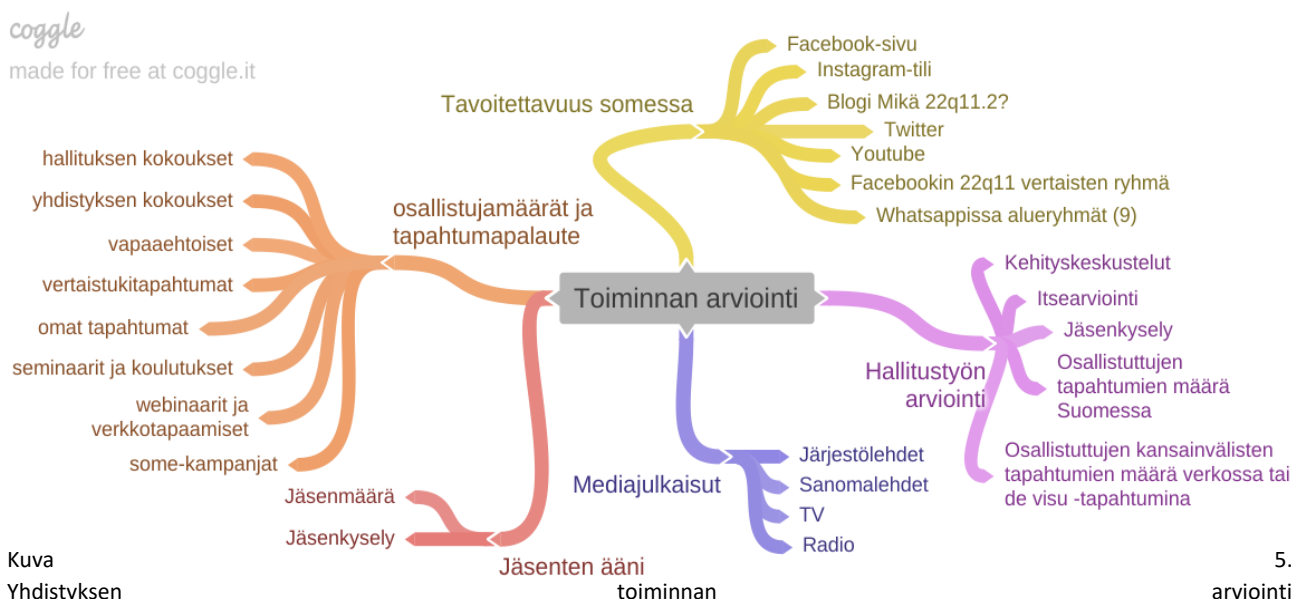 coggle
made for free at coggle.it
Toiminnan arviointi
Tavoitettavuus somessa
Facebook-sivu
Instagram-tili
Blogi Mikä 22q11.2?
Twitter
Youtube
Facebookin 22q11 vertaisten ryhmä
Whatsappissa alueryhmät (9)
osallistujamäärät ja
tapahtumapalaute
hallituksen kokoukset
yhdistyksen kokoukset
vapaaehtoiset
vertaistukitapahtumat
omat tapahtumat
seminaarit ja koulutukset
webinaarit ja
verkkotapaamiset
some-kampanjat
Hallitustyön
arviointi
Kehityskeskustelut
Itsearviointi
Jäsenkysely
Osallistuttujen
tapahtumien määrä
Suomessa
Osallistuttujen kansainvälisten
tapahtumien määrä verkossa tai
de visu -tapahtumina
Mediajulkaisut
Järjestölehdet
Sanomalehdet
TV
Radio
Jäsenten ääni
Jäsenmäärä
Jäsenkysely
Kuva 5.
Yhdistyksen toiminnan arviointi